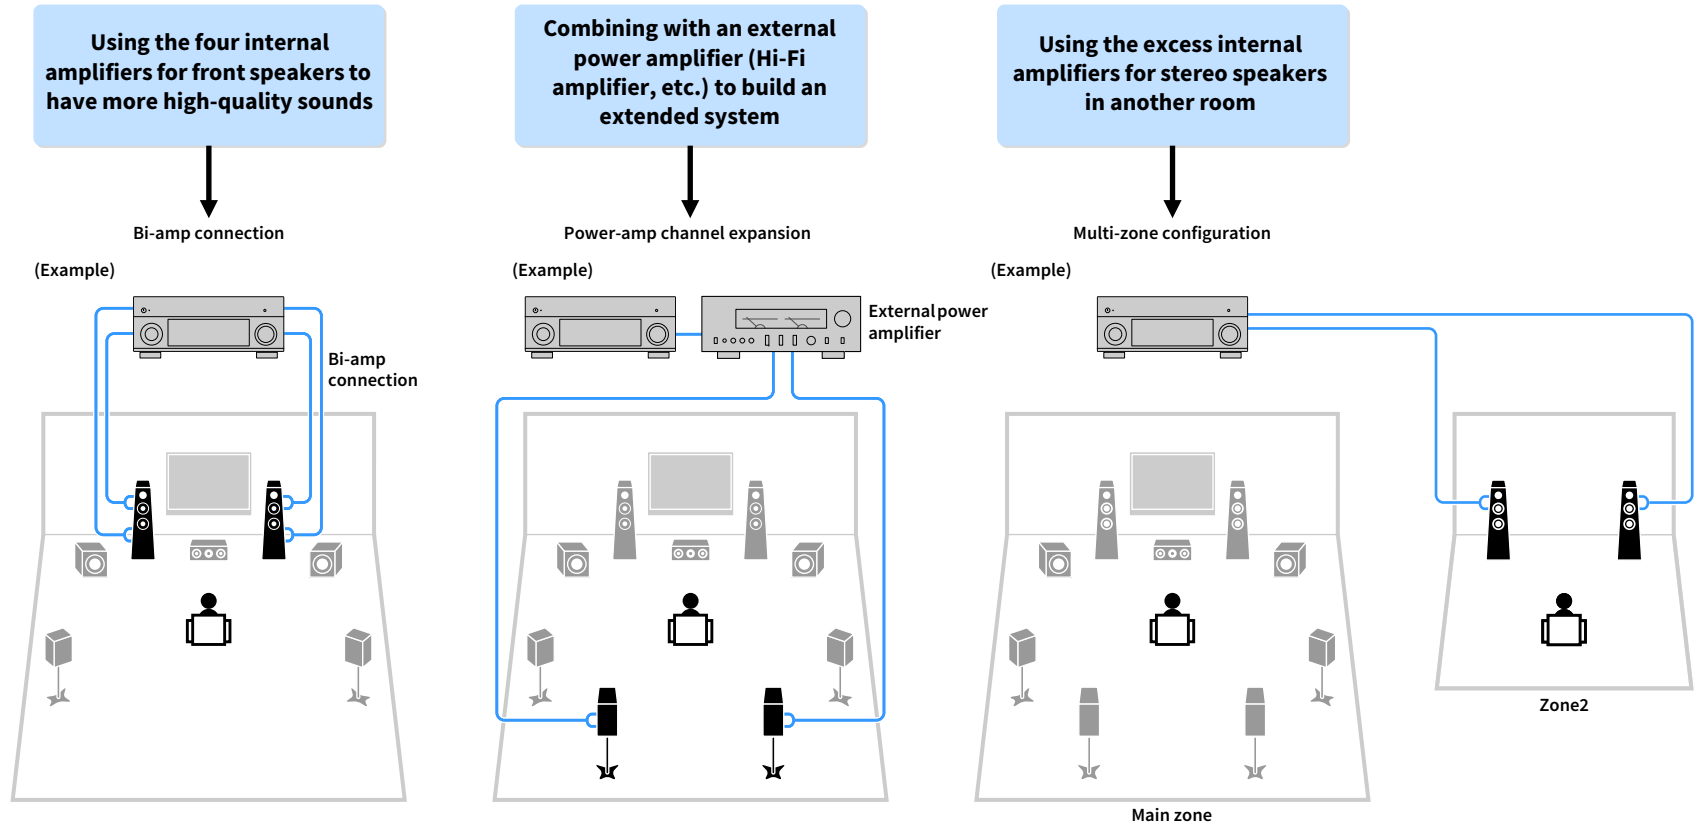 Using the four internal
amplifiers for front speakers to
have more high-quality sounds
Bi-amp connection
(Example)
Bi-amp
connection
Combining with an external
power amplifier (Hi-Fi
amplifier, etc.) to build an
extended system
Power-amp channel expansion
(Example)
External power
amplifier
Using the excess internal
amplifiers for stereo speakers
in another room
Multi-zone configuration
(Example)
Main zone
Zone2